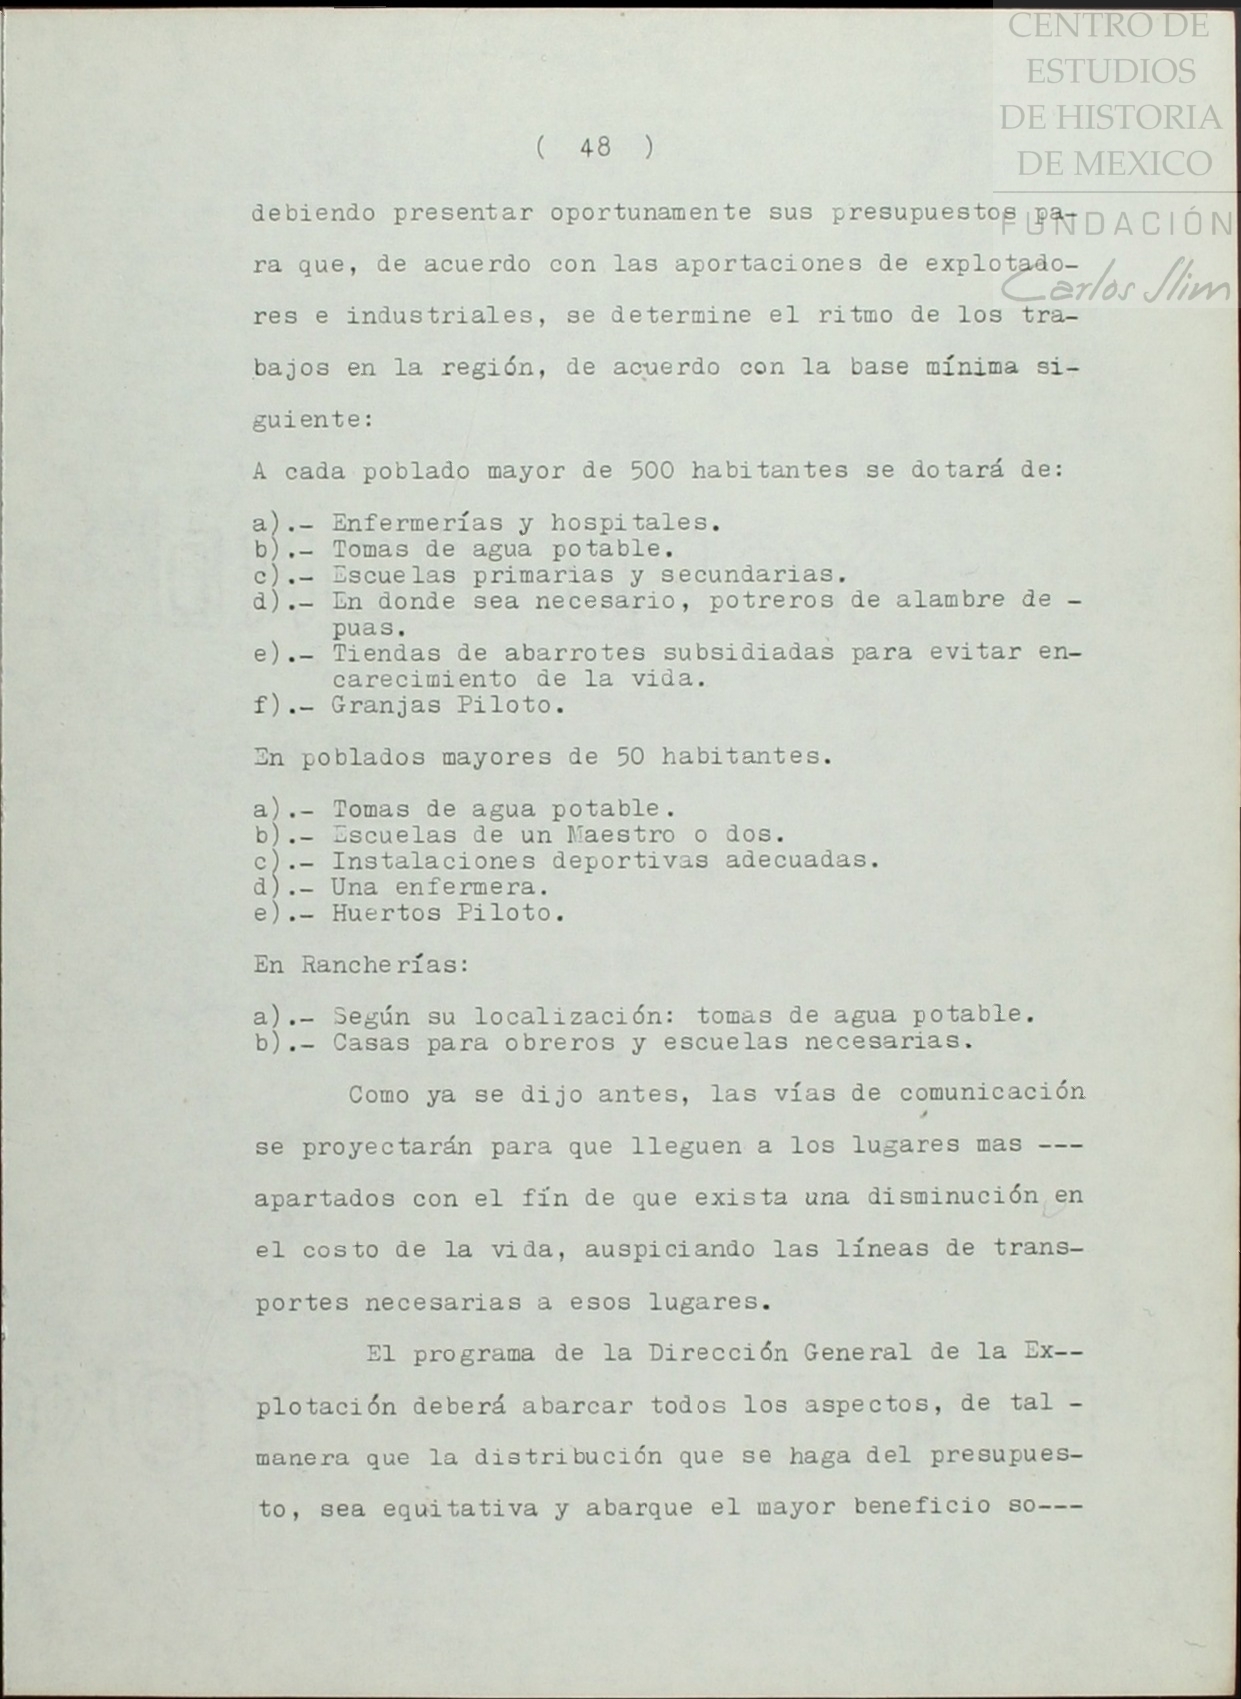 CENTRO DE
ESTUDIOS
DE HISTORIA
DE MEXICO
FUNDACIÓN
Carlos Slim
( 48 )
debiendo presentar oportunamente sus presupuestos pa-
ra que, de acuerdo con las aportaciones de explotado-
res e industriales, se determine el ritmo de los tra-
bajos en la región, de acuerdo con la base mínima si-
guiente:
A cada poblado mayor de 500 habitantes se dotará de:
a).- Enfermerías y hospitales.
b).- Tomas de agua potable.
c).- Escuelas primarias y secundarias.
d).- En donde sea necesario, potreros de alambre de -
puas.
e).- Tiendas de abarrotes subsidiadas para evitar en-
carecimiento de la vida.
f).- Granjas Piloto.
En poblados mayores de 50 habitantes.
a).- Tomas de agua potable.
b).- Escuelas de un Maestro o dos.
c).- Instalaciones deportivas adecuadas.
d).- Una enfermera.
e).- Huertos Piloto.
En Rancherías:
a).- Según su localización: tomas de agua potable.
b).- Casas para obreros y escuelas necesarias.
Como ya se dijo antes, las vías de comunicación
se proyectarán para que lleguen a los lugares mas ---
apartados con el fín de que exista una disminución en
el costo de la vida, auspiciando las líneas de trans-
portes necesarias a esos lugares.
El programa de la Dirección General de la Ex--
plotación deberá abarcar todos los aspectos, de tal -
manera que la distribución que se haga del presupues-
to, sea equitativa y abarque el mayor beneficio so---